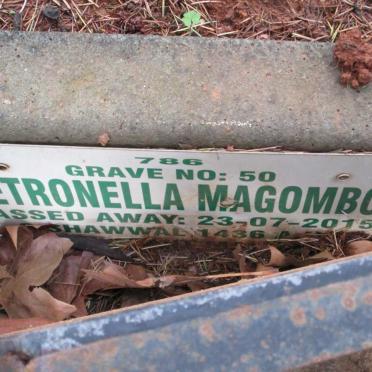 786
GRAVE NO: 50
ETRONELLA MAGOMBO
ASSED AWAY: 23-07-2015
SHAWWAL 1436 A